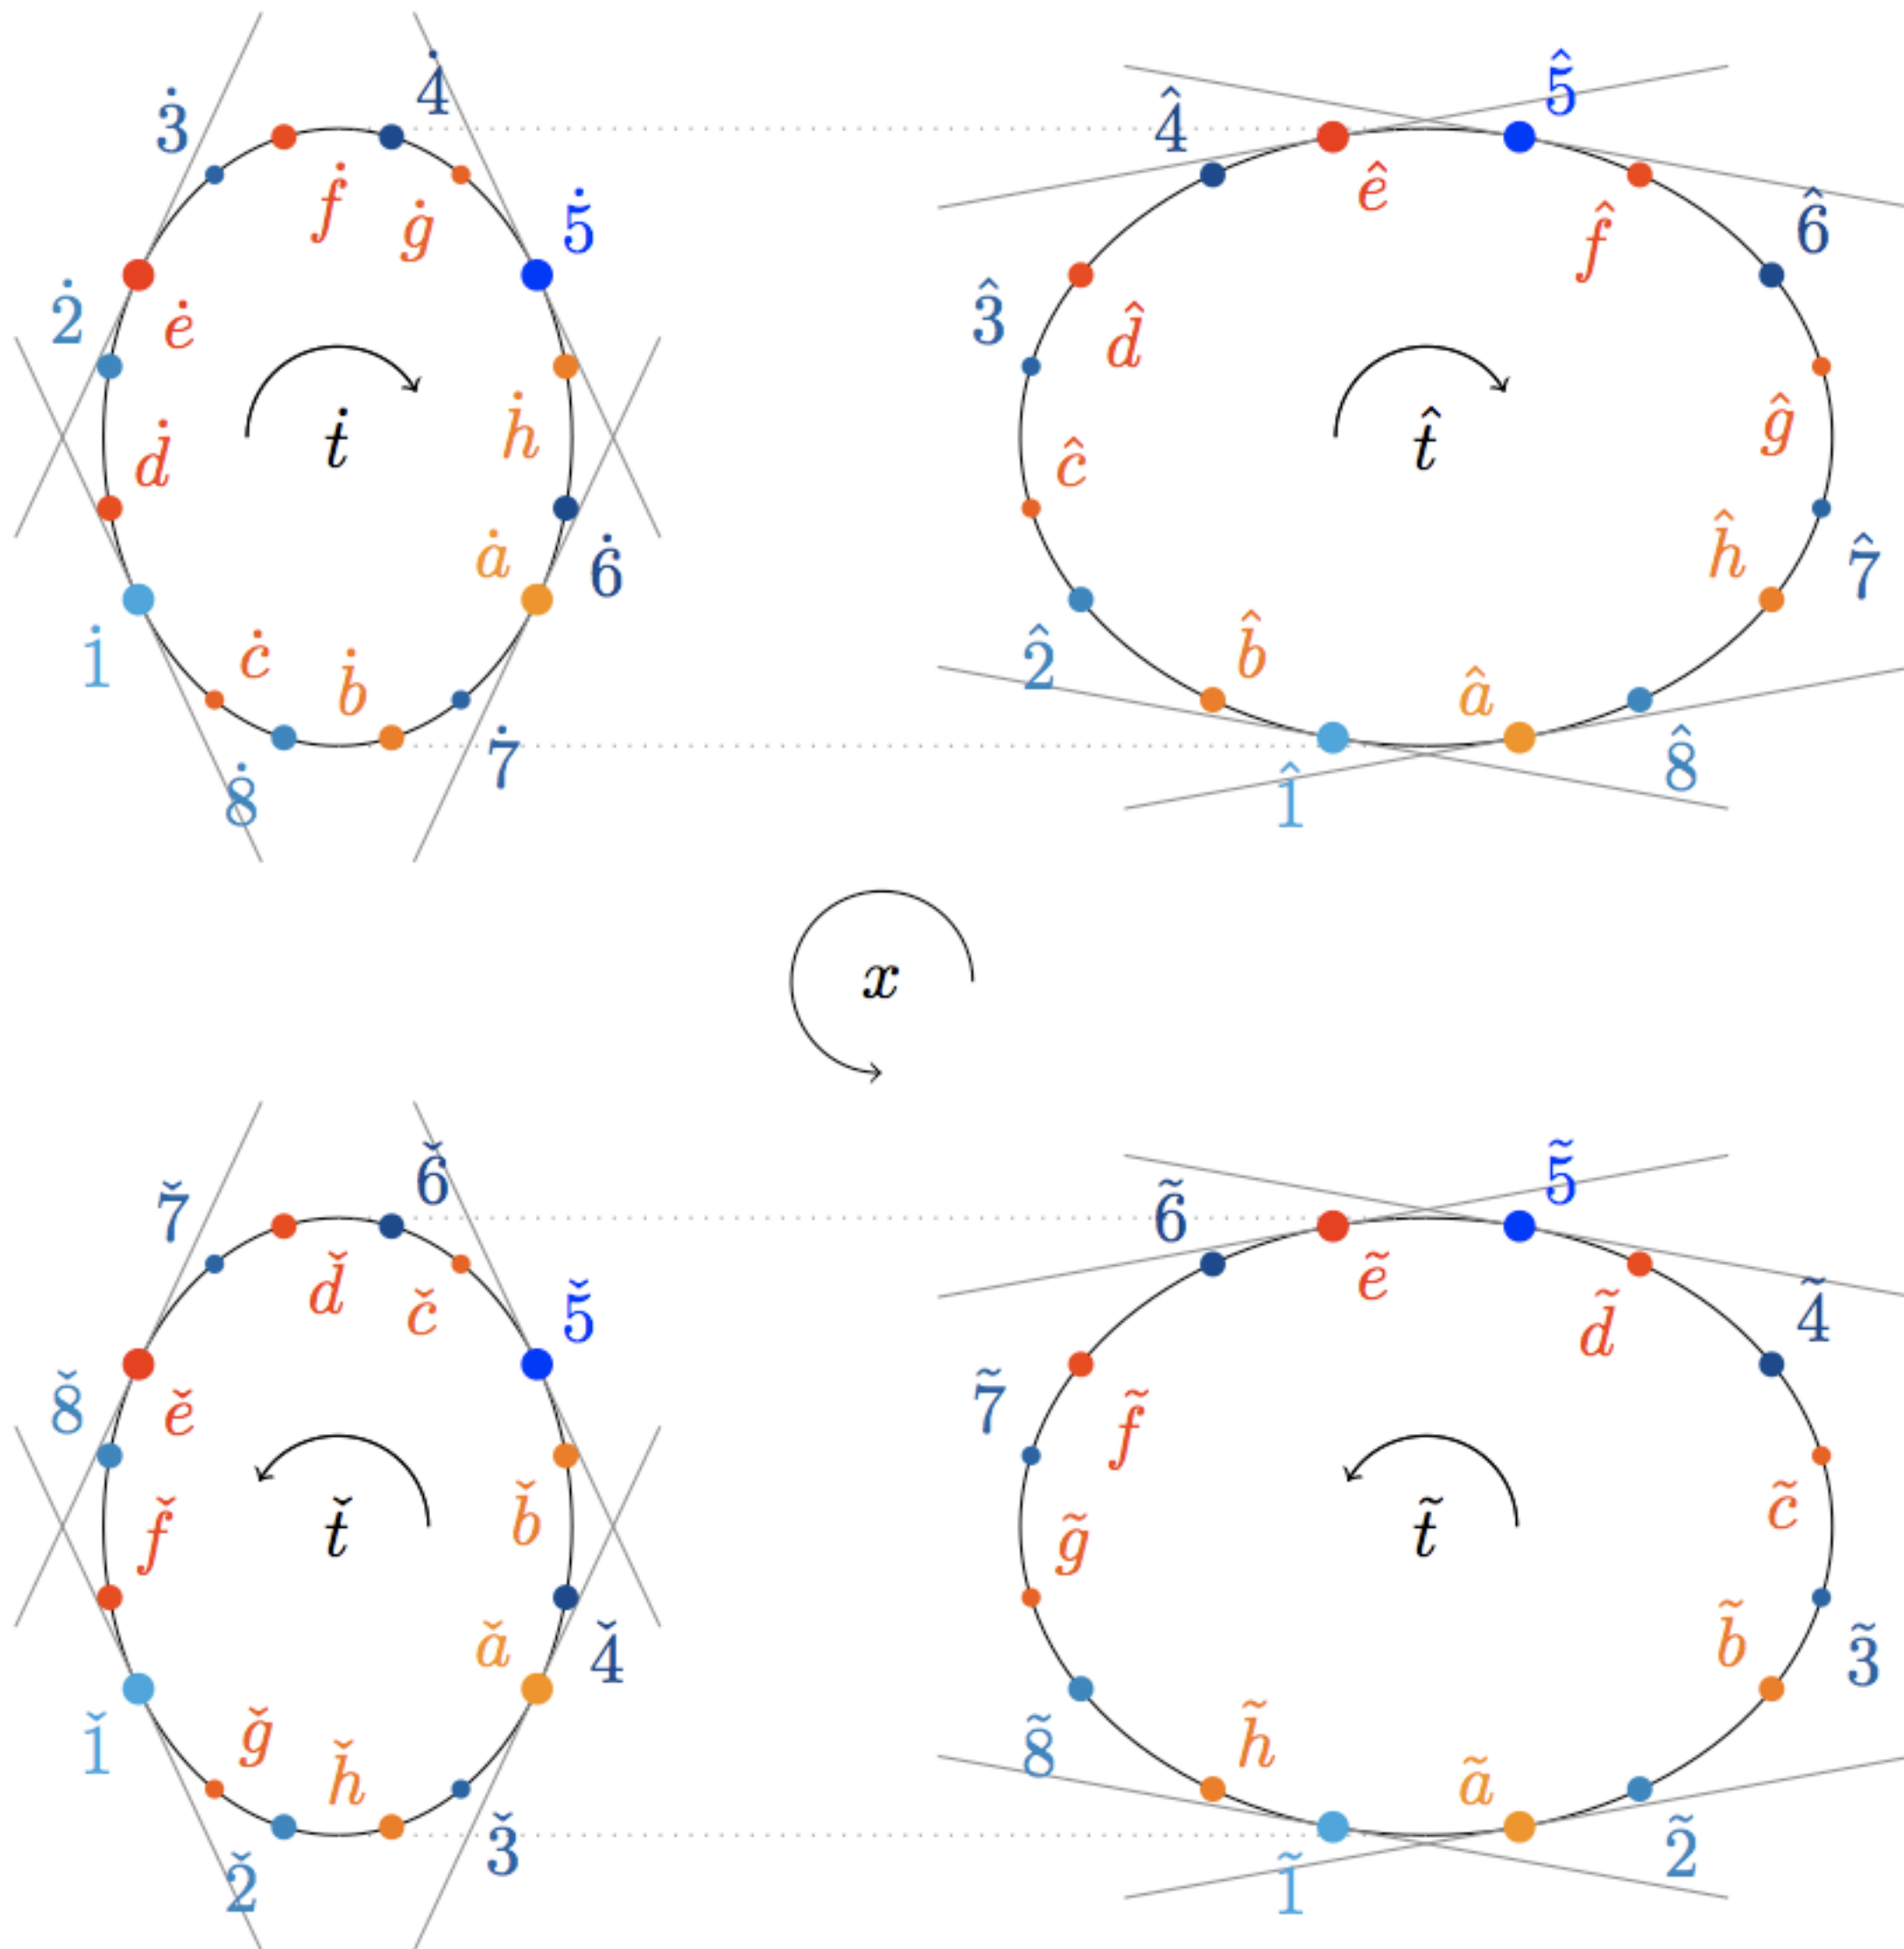 4̇ 5̂
3̇ 4̂
ḟ ġ 5̇ ê f̂ 6̂
2̇ ė 3̂ d̂
ṫ ḣ t̂ ĝ
ḋ ĉ
ȧ 6̇ ĥ 7̂
1̇ ċ ḃ 2̂ b̂ â
8̇ 7̇ 1̂ 8̂
x
6̌ 5̃
7̌ 6̃
ď č 5̌ ẽ d̃ 4̃
8̌ ě 7̃ f̃
f̌ ť b̌ g̃ t̃ c̃
ǎ 4̌ b̃ 3̃
1̌ ǧ ȟ 8̃ h̃ ã
2̌ 3̌ 1̃ 2̃